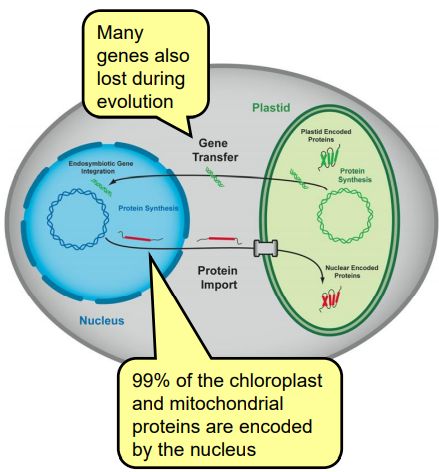 Many
genes also
lost during
evolution
Plastid
Plastid Encoded
Proteins
Gene
Transfer
Endosymbiotic Gene
Integration
Protein
Synthesis
Protein Synthesis
Protein
Import
Nuclear Encoded
Proteins
Nucleus
99% of the chloroplast
and mitochondrial
proteins are encoded
by the nucleus